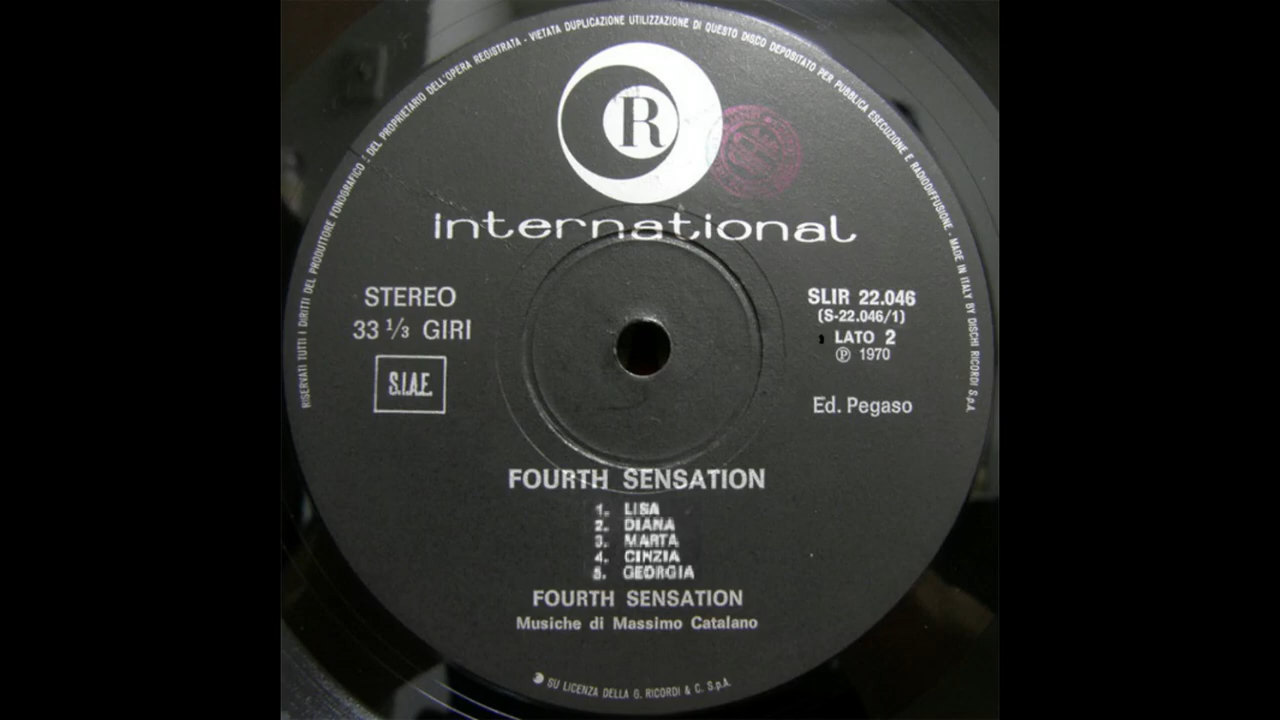 RISERVATI TUTTI I DIRITTI DEL PRODUTTORE FONOGRAFICO E DEL PROPRIETARIO DELL'OPERA REGISTRATA - VIETATA DUPLICAZIONE UTILIZZAZIONE DI QUESTO DISCO DEPOSITATO PER PUBBLICA ESECUZIONE E RADIODIFFUSIONE - MADE IN ITALY BY DISCHI RICORDI S.p.A.
R
international
STEREO
33 1/3 GIRI
S.I.A.E.
SLIR 22.046
(S-22.046/1)
LATO 2
Ⓟ 1970
Ed. Pegaso
FOURTH SENSATION
1. LISA
2. DIANA
3. MARTA
4. CINZIA
5. GEORGIA
FOURTH SENSATION
Musiche di Massimo Catalano
SU LICENZA DELLA G. RICORDI & C. S.p.A.